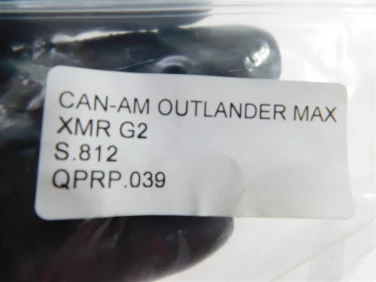 CAN-AM OUTLANDER MAX
XMR G2
S.812
QPRP.039